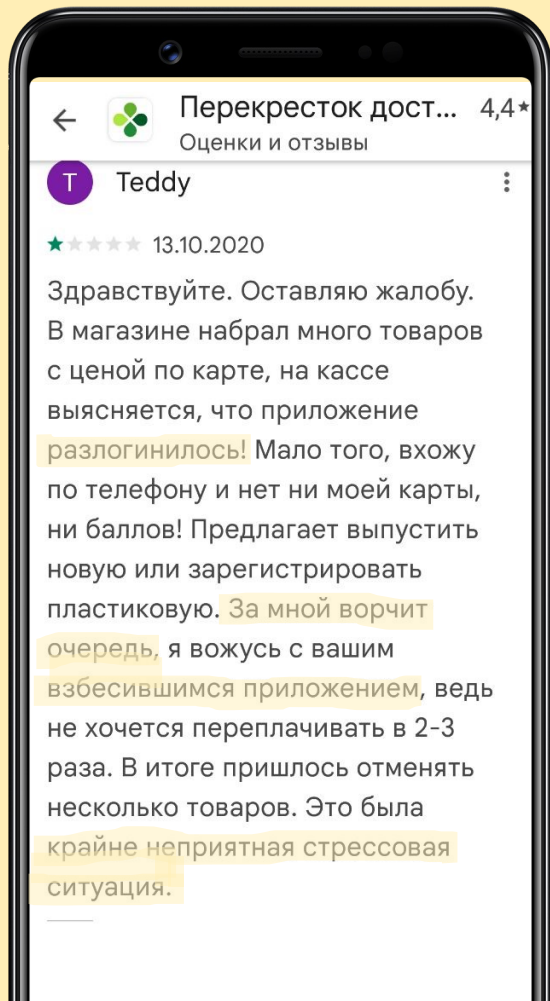 Перекресток дост... 4,4★
Оценки и отзывы
T Teddy
13.10.2020
Здравствуйте. Оставляю жалобу.
В магазине набрал много товаров
с ценой по карте, на кассе
выясняется, что приложение
разлогинилось! Мало того, вхожу
по телефону и нет ни моей карты,
ни баллов! Предлагает выпустить
новую или зарегистрировать
пластиковую. За мной ворчит
очередь, я вожусь с вашим
взбесившимся приложением, ведь
не хочется переплачивать в 2-3
раза. В итоге пришлось отменять
несколько товаров. Это была
крайне неприятная стрессовая
ситуация.